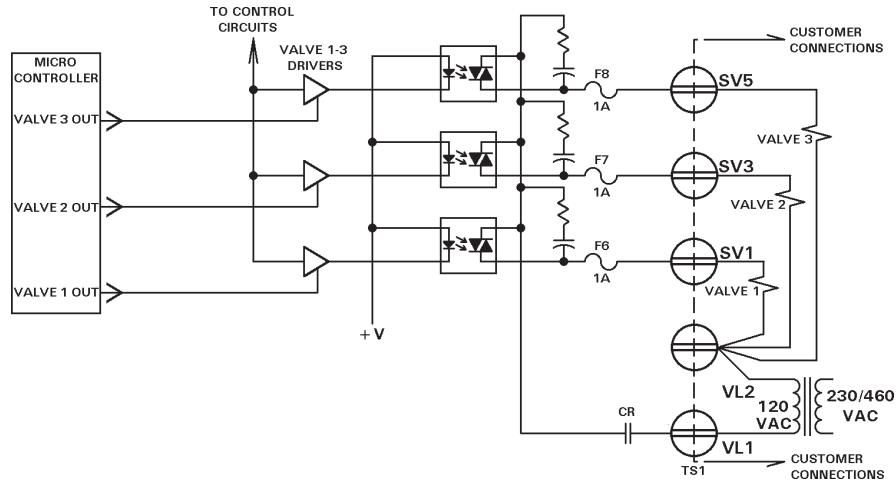 TO CONTROL
CIRCUITS
VALVE 1-3
DRIVERS
CUSTOMER
CONNECTIONS
MICRO
CONTROLLER
F8
1A
SV5
VALVE 3 OUT
VALVE 3
F7
1A
SV3
VALVE 2 OUT
VALVE 2
F6
1A
SV1
VALVE 1 OUT
VALVE 1
+ V
VL2
120
VAC
230/460
VAC
CR
VL1
TS1
CUSTOMER
CONNECTIONS